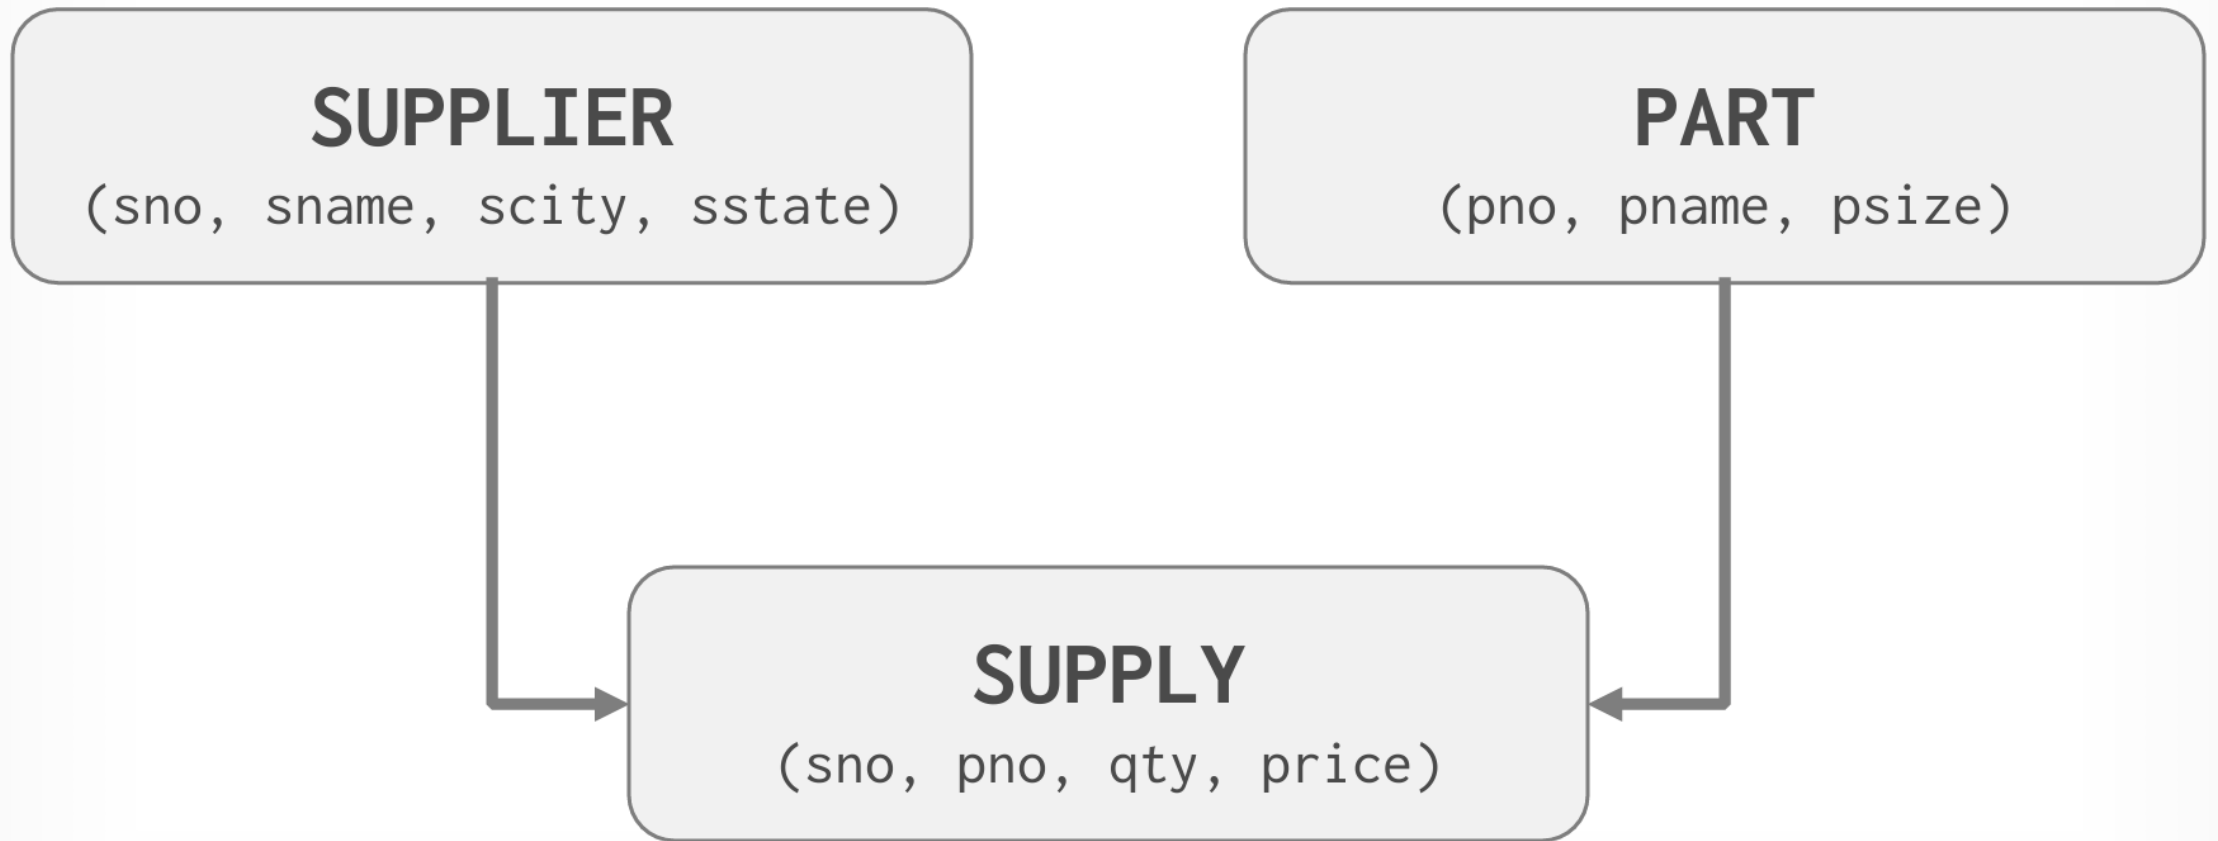 SUPPLIER
(sno, sname, scity, sstate)
PART
(pno, pname, psize)
SUPPLY
(sno, pno, qty, price)